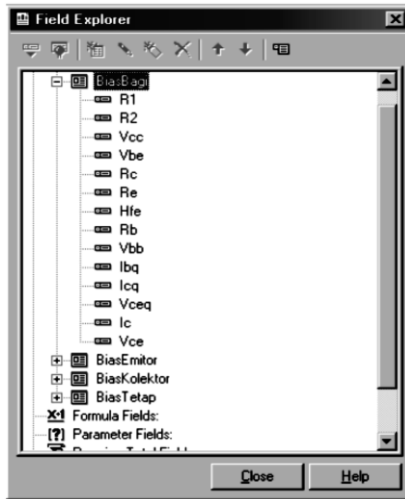 Field Explorer
BiasBagi
R1
R2
Vcc
Vbe
Rc
Re
Hfe
Rb
Vbb
Ibq
Icq
Vceq
Ic
Vce
BiasEmitor
BiasKolektor
BiasTetap
Formula Fields:
Parameter Fields:
Close Help